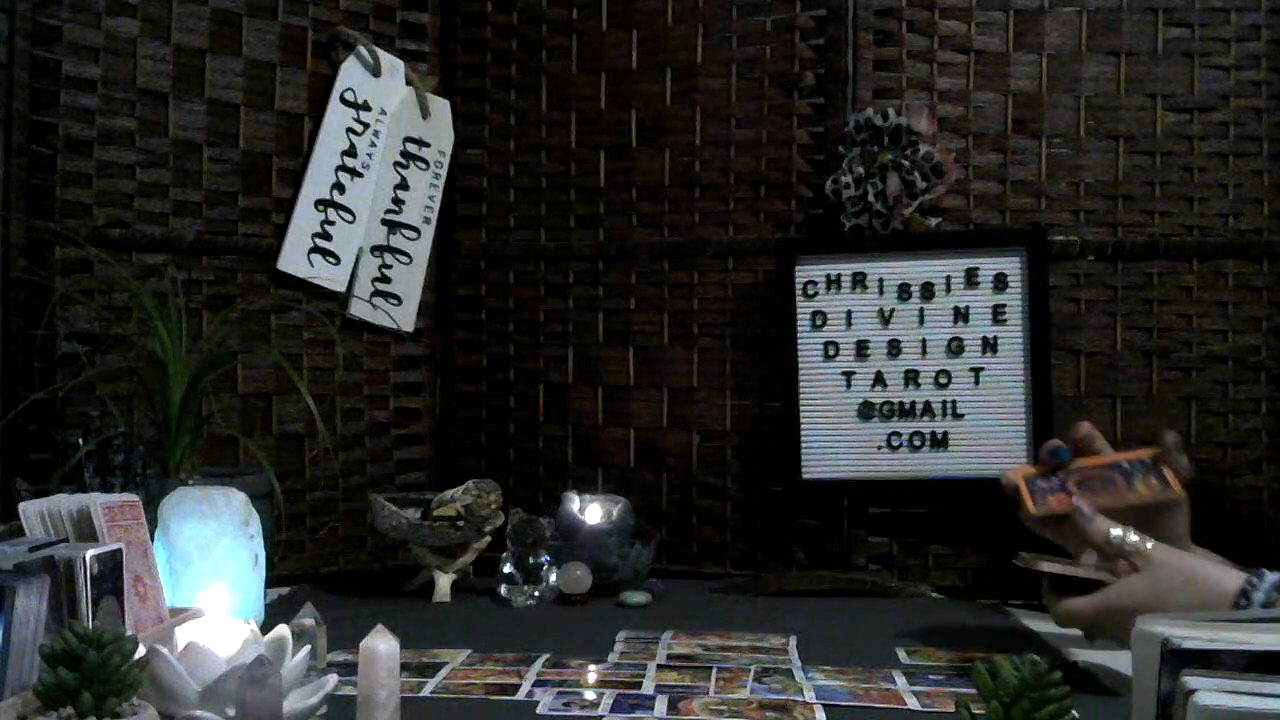 ALWAYS
grateful
FOREVER
thankful
CHRISSIES
DIVINE
DESIGN
TAROT
@GMAIL
.COM